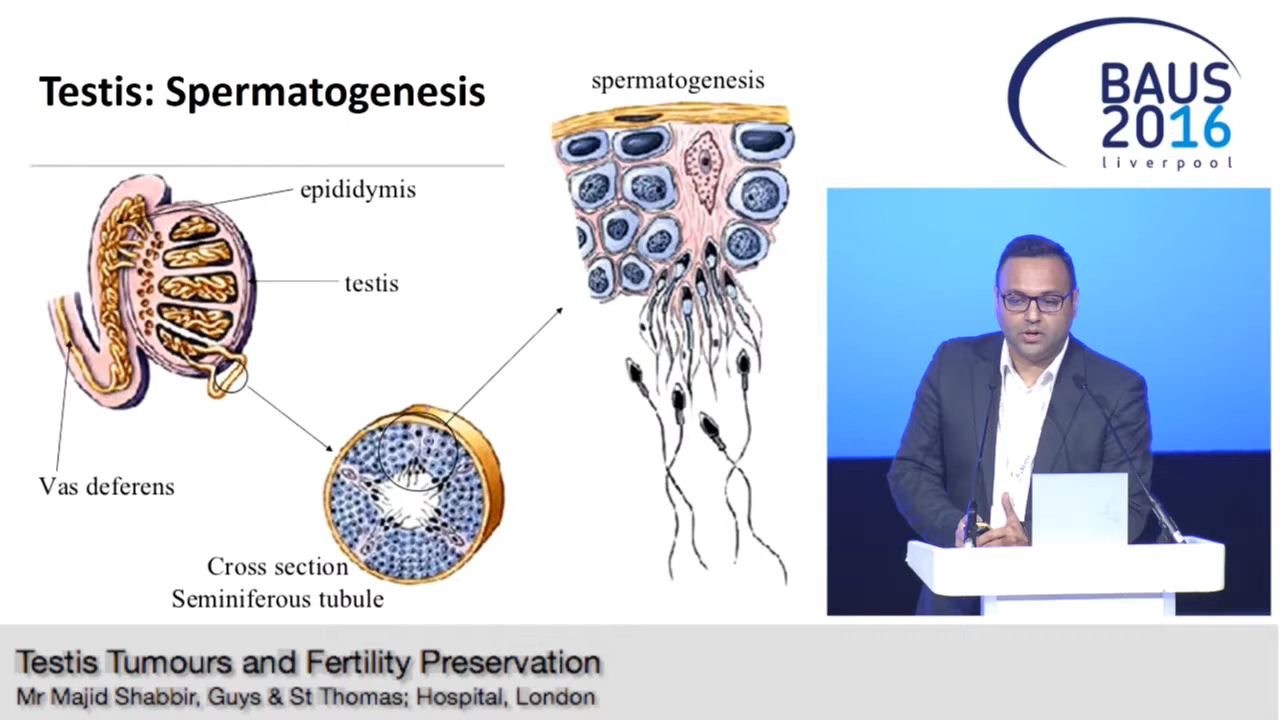 Testis: Spermatogenesis
spermatogenesis
epididymis
testis
Vas deferens
Cross section
Seminiferous tubule
BAUS
2016
liverpool
Testis Tumours and Fertility Preservation
Mr Majid Shabbir, Guys & St Thomas; Hospital, London